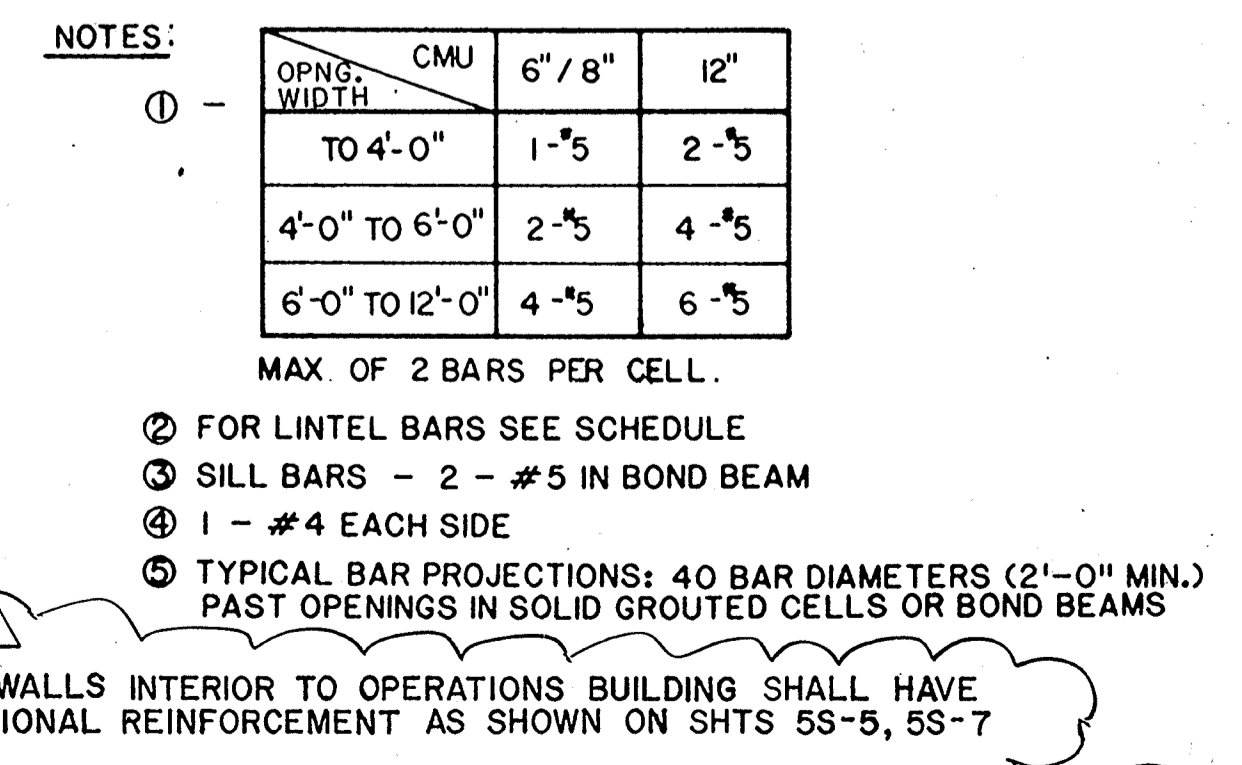 NOTES:
① -
OPNG. WIDTH CMU 6"/8" 12"
TO 4'-0" 1-#5 2-#5
4'-0" TO 6'-0" 2-#5 4-#5
6'-0" TO 12'-0" 4-#5 6-#5
MAX. OF 2 BARS PER CELL.
② FOR LINTEL BARS SEE SCHEDULE
③ SILL BARS - 2 - #5 IN BOND BEAM
④ 1 - #4 EACH SIDE
⑤ TYPICAL BAR PROJECTIONS: 40 BAR DIAMETERS (2'-0" MIN.)
PAST OPENINGS IN SOLID GROUTED CELLS OR BOND BEAMS
WALLS INTERIOR TO OPERATIONS BUILDING SHALL HAVE
IONAL REINFORCEMENT AS SHOWN ON SHTS 5S-5, 5S-7